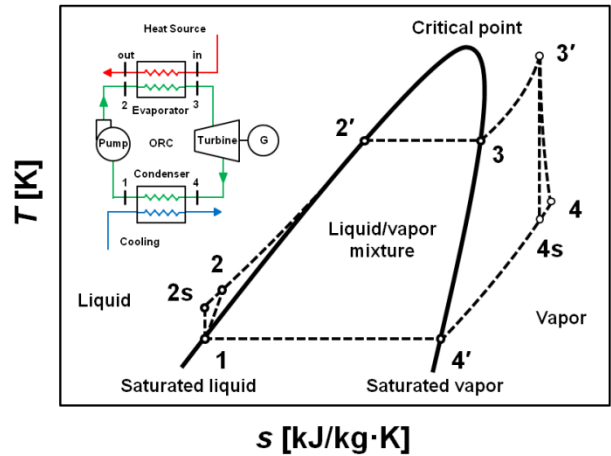 Heat Source
Critical point
out
in
2
3
Evaporator
Pump
ORC
Turbine
G
Condenser
1
4
Cooling
3′
2′
3
4
4s
Liquid/vapor
mixture
2
2s
Liquid
Vapor
1
4′
Saturated liquid
Saturated vapor
T [K]
s [kJ/kg·K]